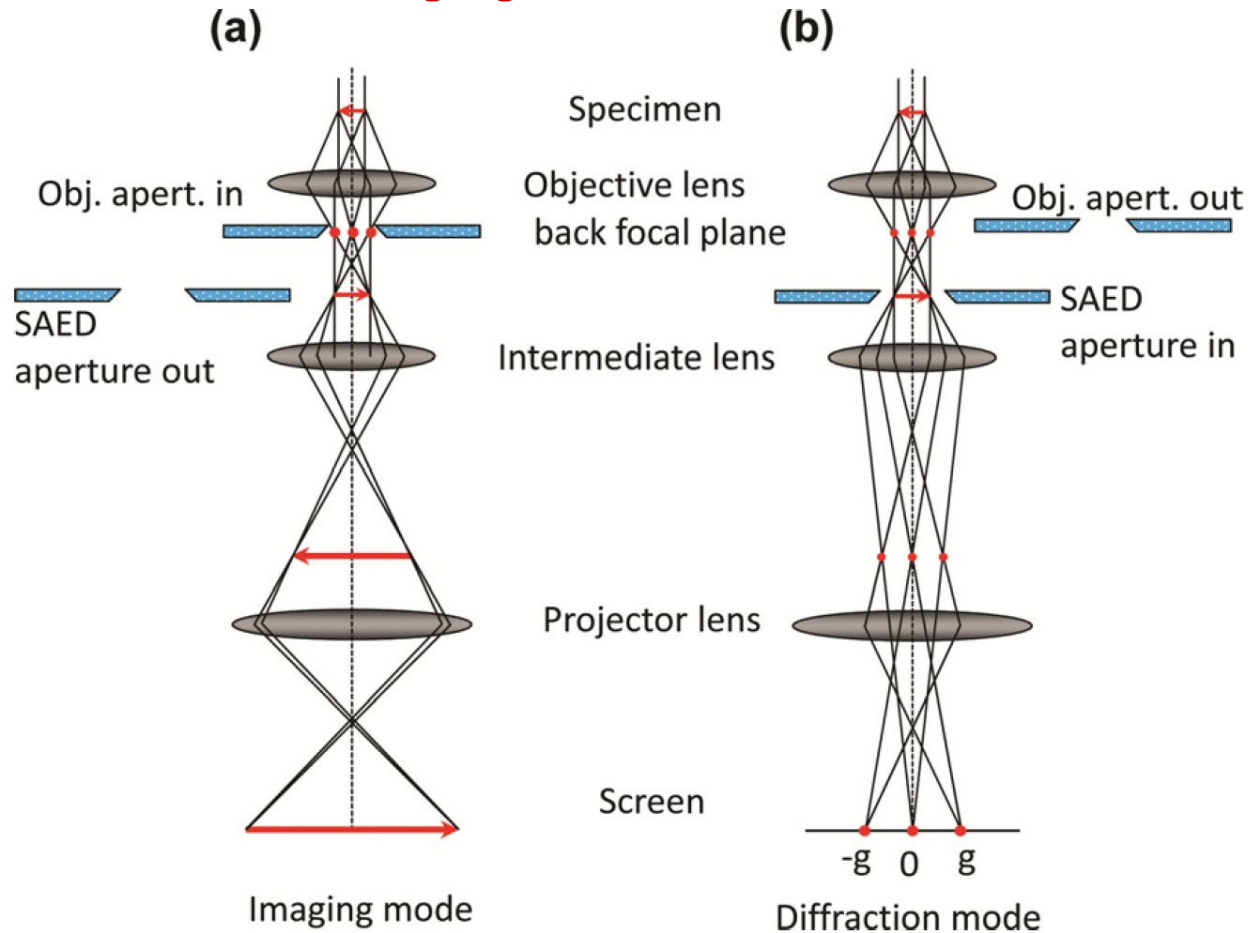 (a)
(b)
Specimen
Obj. apert. in
Objective lens
back focal plane
Obj. apert. out
SAED
aperture out
SAED
aperture in
Intermediate lens
Projector lens
Screen
-g
0
g
Imaging mode
Diffraction mode